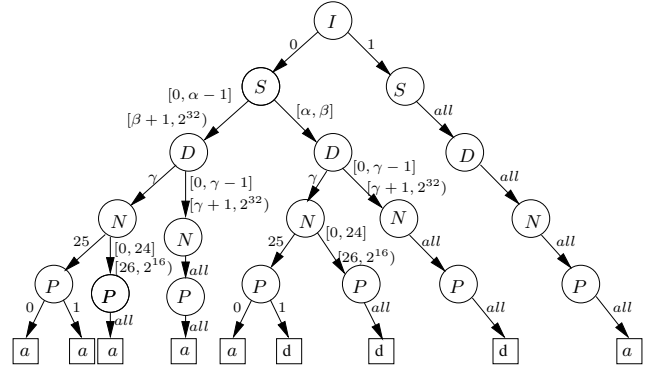 I
0 1
S S
[0, α − 1] [α, β] all
[β + 1, 2^32)
D D D
γ [0, γ − 1] γ [0, γ − 1] all
[γ + 1, 2^32) [γ + 1, 2^32)
N N N N N
25 [0, 24] all 25 [0, 24] all all
[26, 2^16) [26, 2^16)
P P P P P P P
0 1 all all 0 1 all all all
a a a a a d d d a